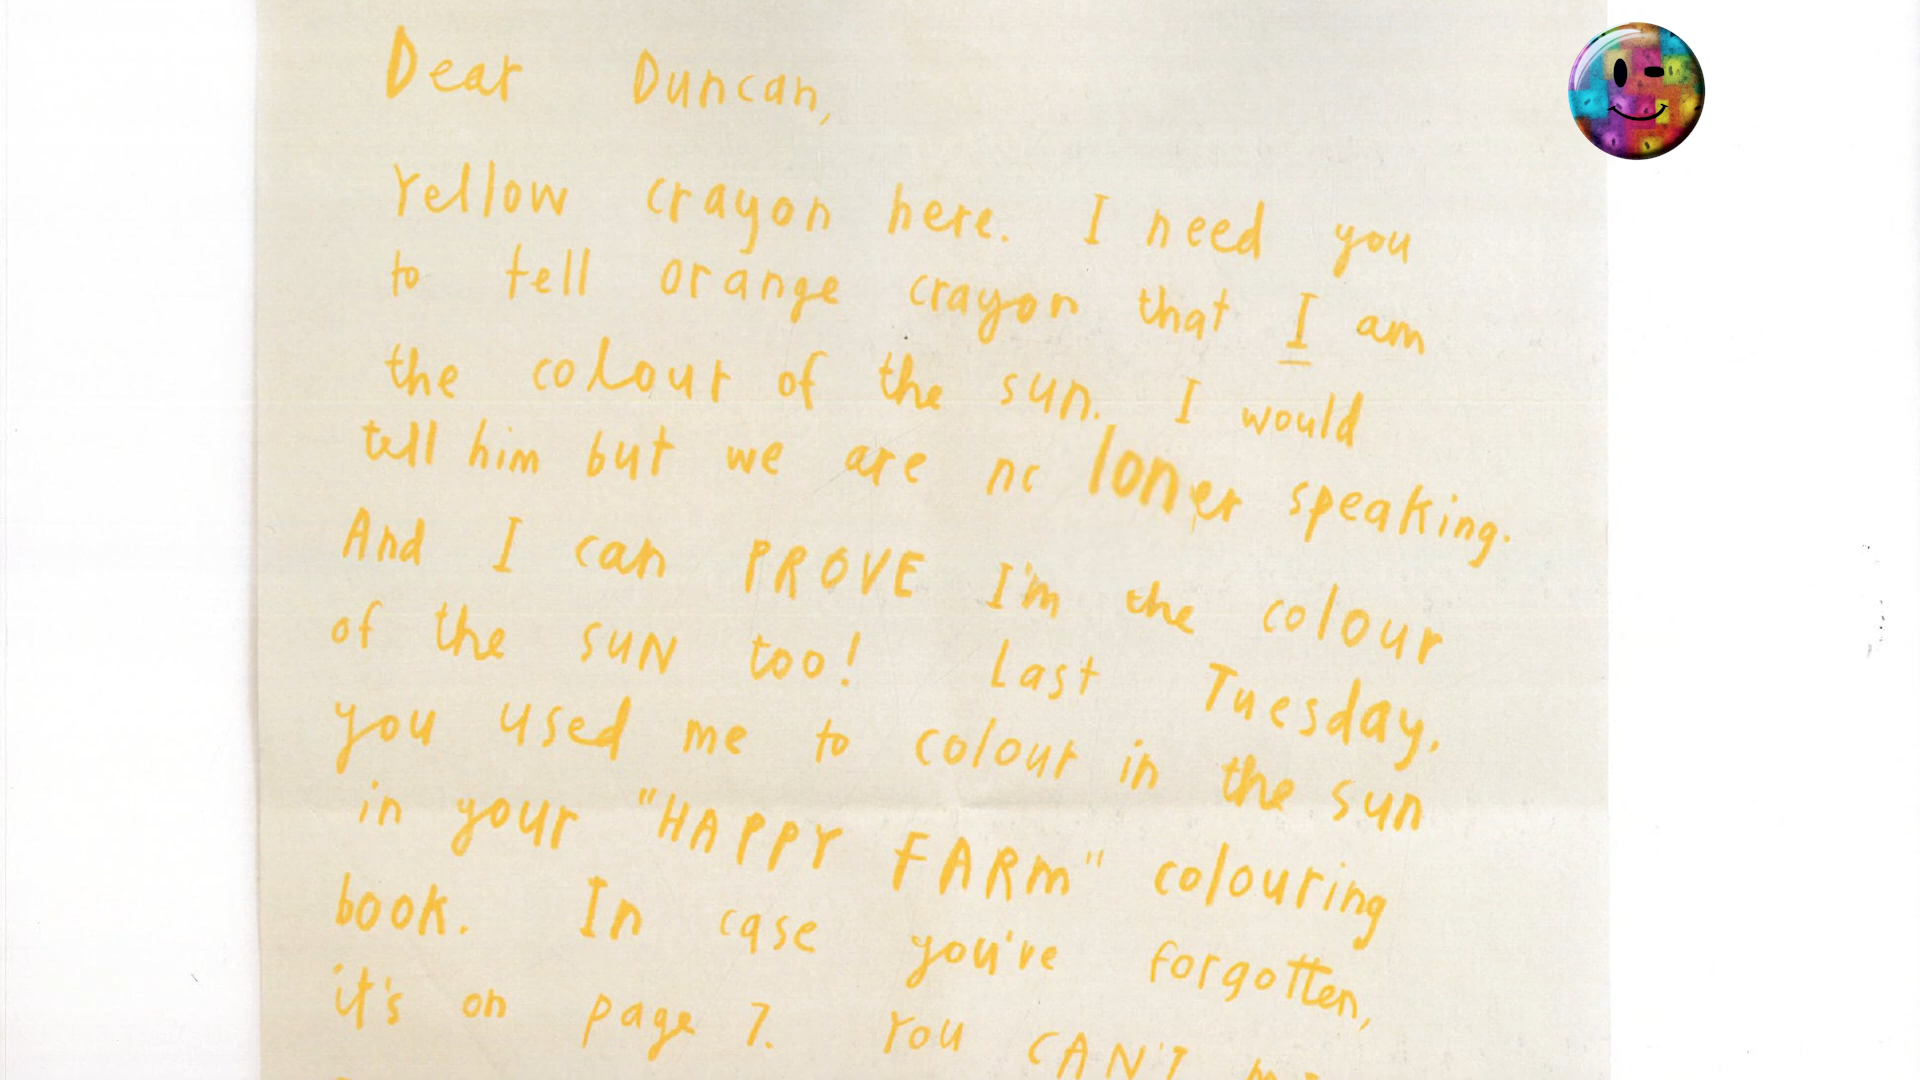 Dear Duncan,
Yellow crayon here. I need you
to tell orange crayon that I am
the colour of the sun. I would
tell him but we are nc loner speaking.
And I can PROVE I'm the colour
of the sun too! Last Tuesday,
you used me to colour in the sun
in your "HAPPY FARM" colouring
book. In case you've forgotten,
it's on page 7. You CAN'T